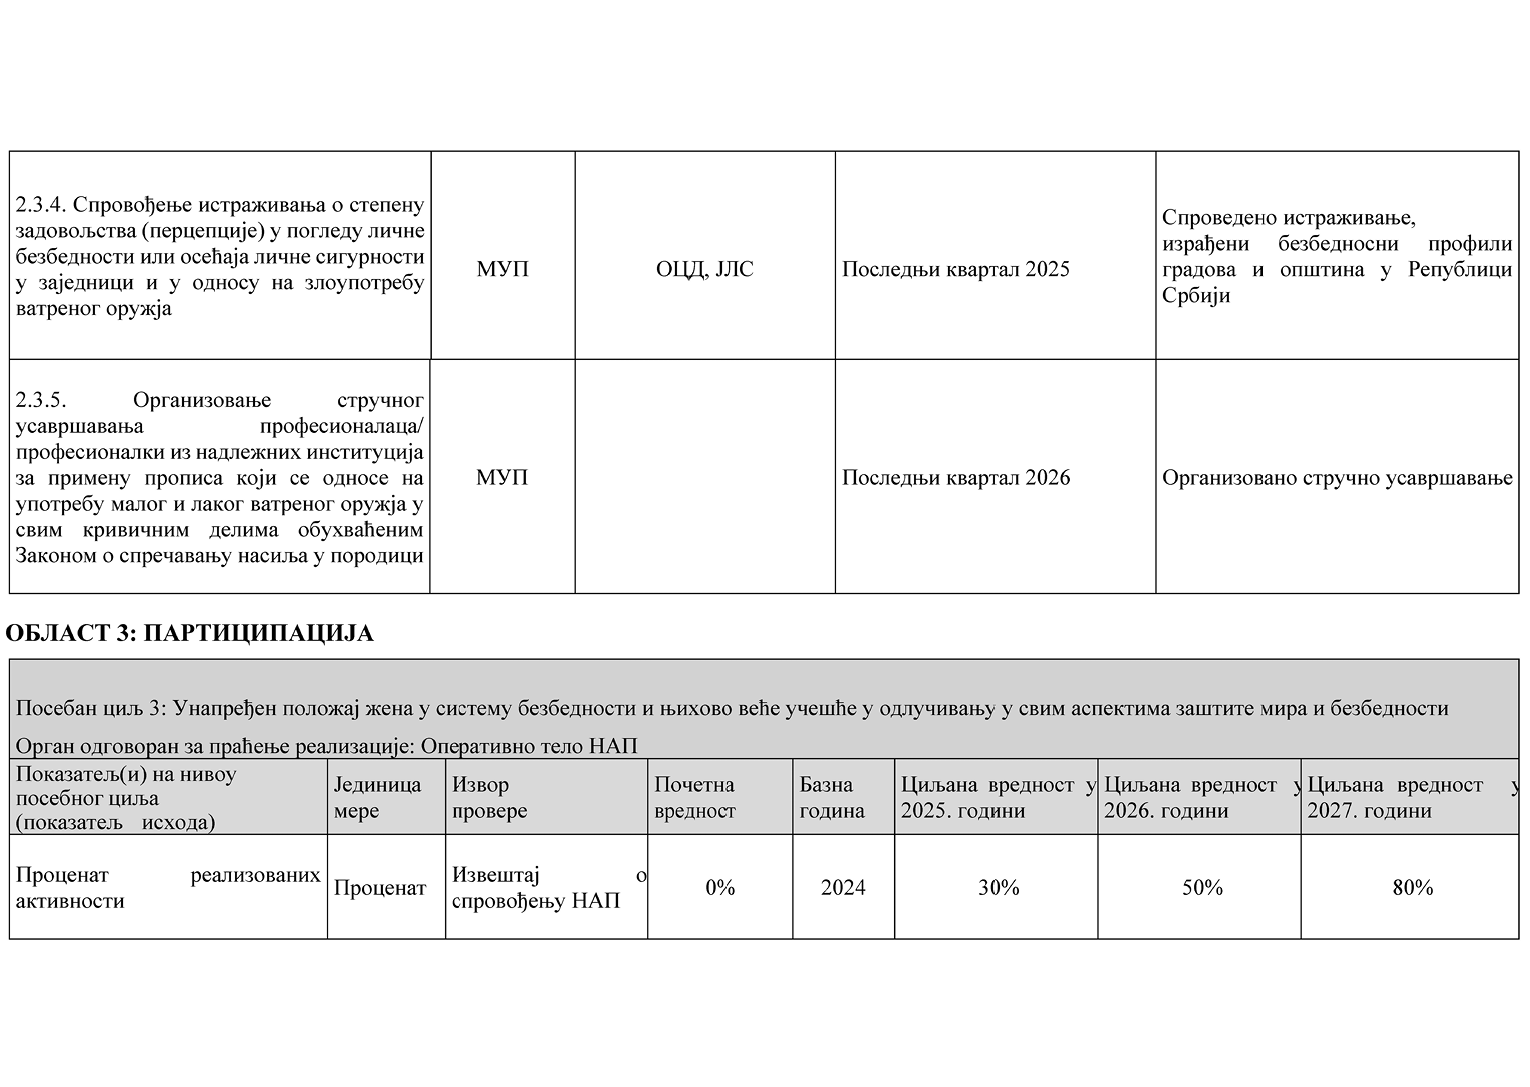 2.3.4. Спровођење истраживања о степену
задовољства (перцепције) у погледу личне
безбедности или осећаја личне сигурности
у заједници и у односу на злоупотребу
ватреног оружја
МУП
ОЦД, ЈЛС
Последњи квартал 2025
Спроведено истраживање,
израђени безбедносни профили
градова и општина у Републици
Србији
2.3.5. Организовање стручног
усавршавања професионалаца/
професионалки из надлежних институција
за примену прописа који се односе на
употребу малог и лаког ватреног оружја у
свим кривичним делима обухваћеним
Законом о спречавању насиља у породици
МУП
Последњи квартал 2026
Организовано стручно усавршавање
ОБЛАСТ 3: ПАРТИЦИПАЦИЈА
Посебан циљ 3: Унапређен положај жена у систему безбедности и њихово веће учешће у одлучивању у свим аспектима заштите мира и безбедности
Орган одговоран за праћење реализације: Оперативно тело НАП
Показатељ(и) на нивоу
посебног циља
(показатељ исхода)
Јединица
мере
Извор
провере
Почетна
вредност
Базна
година
Циљана вредност у
2025. години
Циљана вредност у
2026. години
Циљана вредност у
2027. години
Проценат реализованих
активности
Проценат
Извештај о
спровођењу НАП
0%
2024
30%
50%
80%